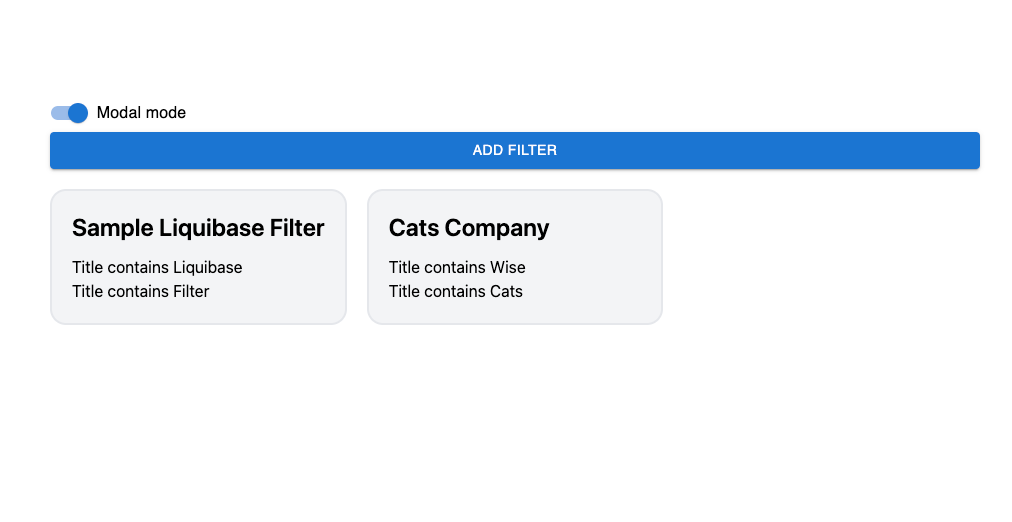 Modal mode
ADD FILTER
Sample Liquibase Filter
Title contains Liquibase
Title contains Filter
Cats Company
Title contains Wise
Title contains Cats